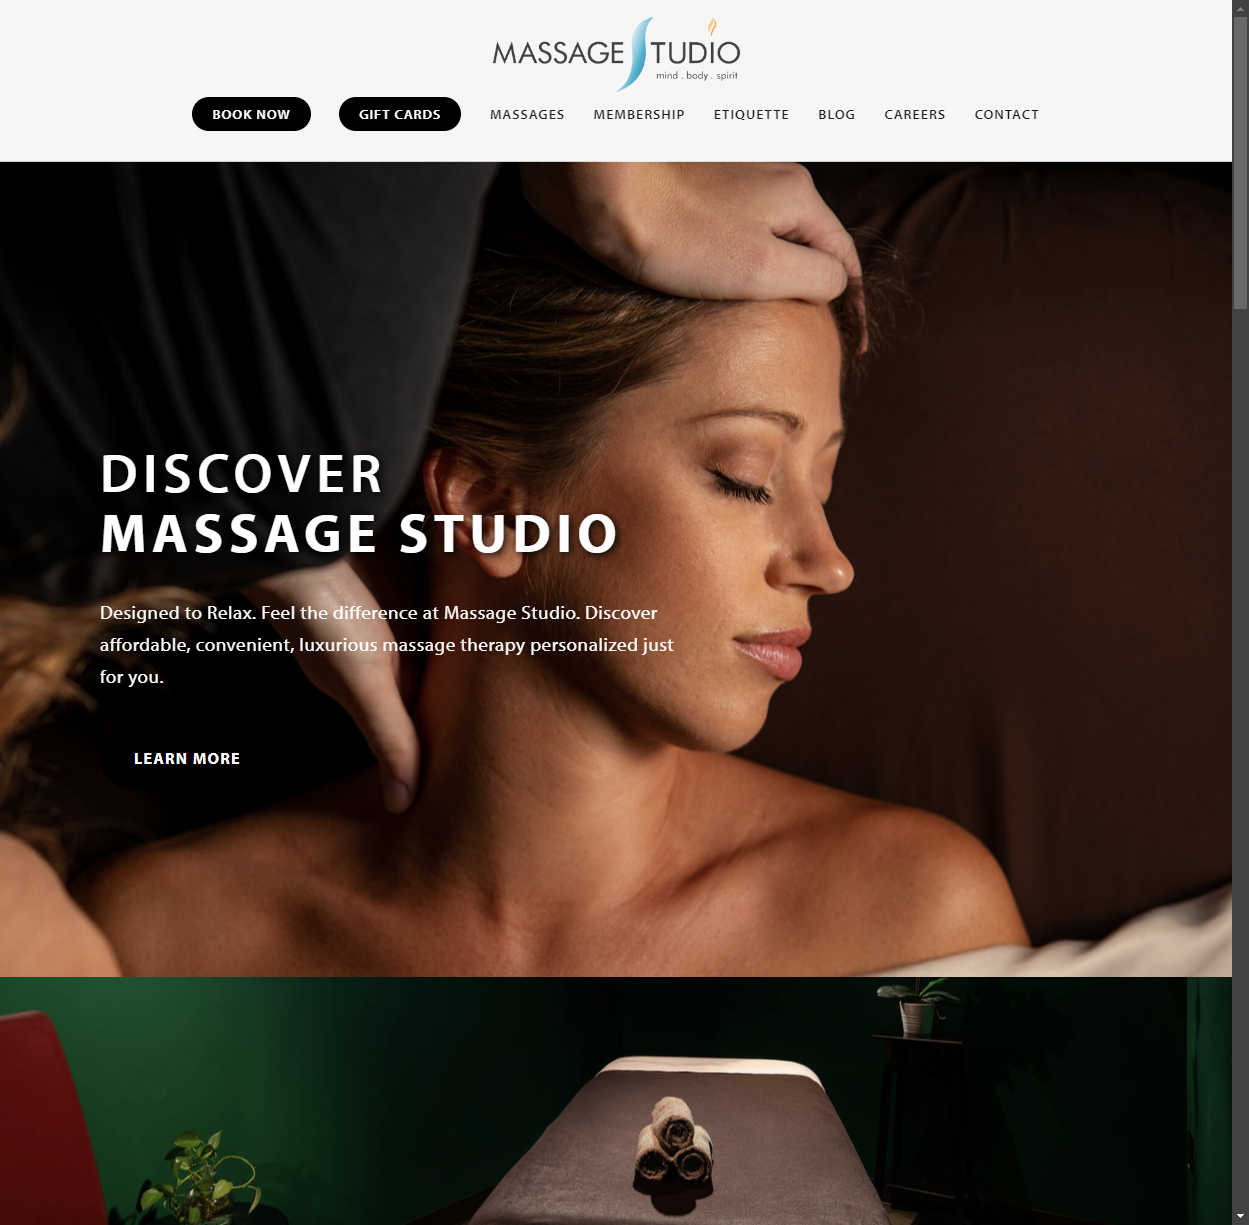 MASSAGE STUDIO
mind . body . spirit
BOOK NOW
GIFT CARDS
MASSAGES
MEMBERSHIP
ETIQUETTE
BLOG
CAREERS
CONTACT
DISCOVER
MASSAGE STUDIO
Designed to Relax. Feel the difference at Massage Studio. Discover
affordable, convenient, luxurious massage therapy personalized just
for you.
LEARN MORE